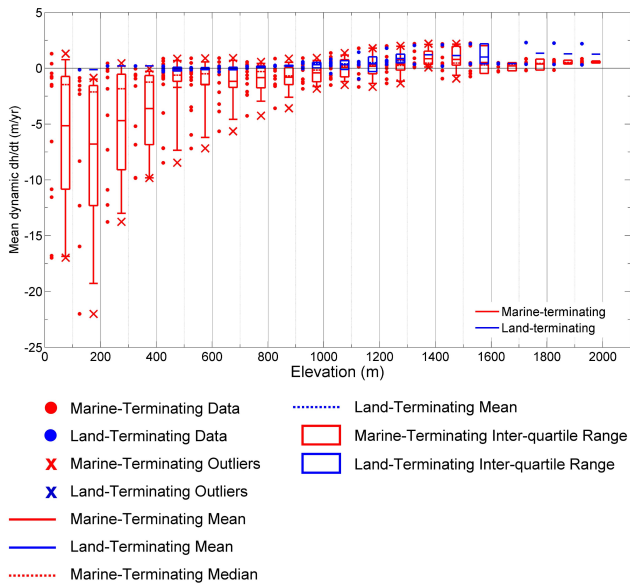 Mean dynamic dh/dt (m/yr)
5
0
-5
-10
-15
-20
-25
Marine-terminating
Land-terminating
0 200 400 600 800 1000 1200 1400 1600 1800 2000
Elevation (m)
Marine-Terminating Data
Land-Terminating Data
Marine-Terminating Outliers
Land-Terminating Outliers
Marine-Terminating Mean
Land-Terminating Mean
Marine-Terminating Median
Land-Terminating Mean
Marine-Terminating Inter-quartile Range
Land-Terminating Inter-quartile Range